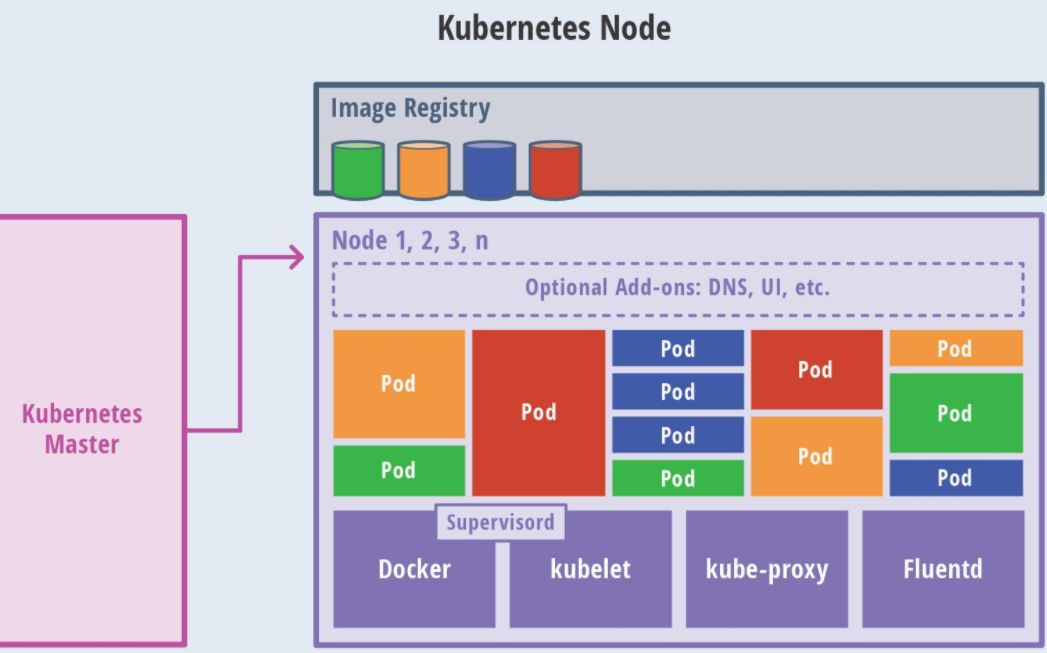 Kubernetes Node
Image Registry
Kubernetes
Master
Node 1, 2, 3, n
Optional Add-ons: DNS, UI, etc.
Pod
Pod
Pod
Pod
Pod
Pod
Pod
Pod
Pod
Pod
Pod
Pod
Supervisord
Docker
kubelet
kube-proxy
Fluentd